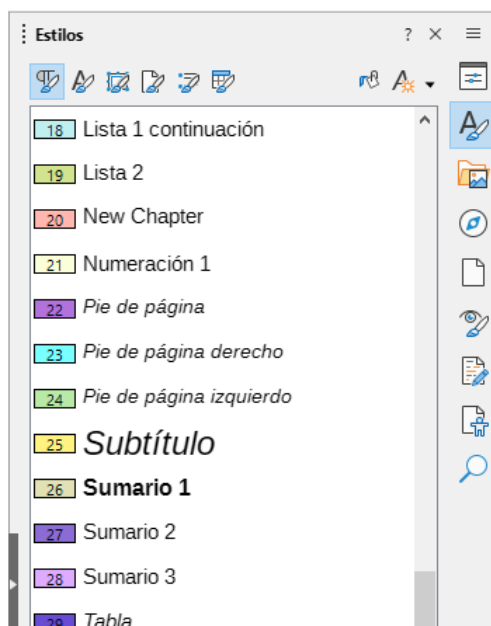 Estilos
18 Lista 1 continuación
19 Lista 2
20 New Chapter
21 Numeración 1
22 Pie de página
23 Pie de página derecho
24 Pie de página izquierdo
25 Subtítulo
26 Sumario 1
27 Sumario 2
28 Sumario 3
29 Tabla